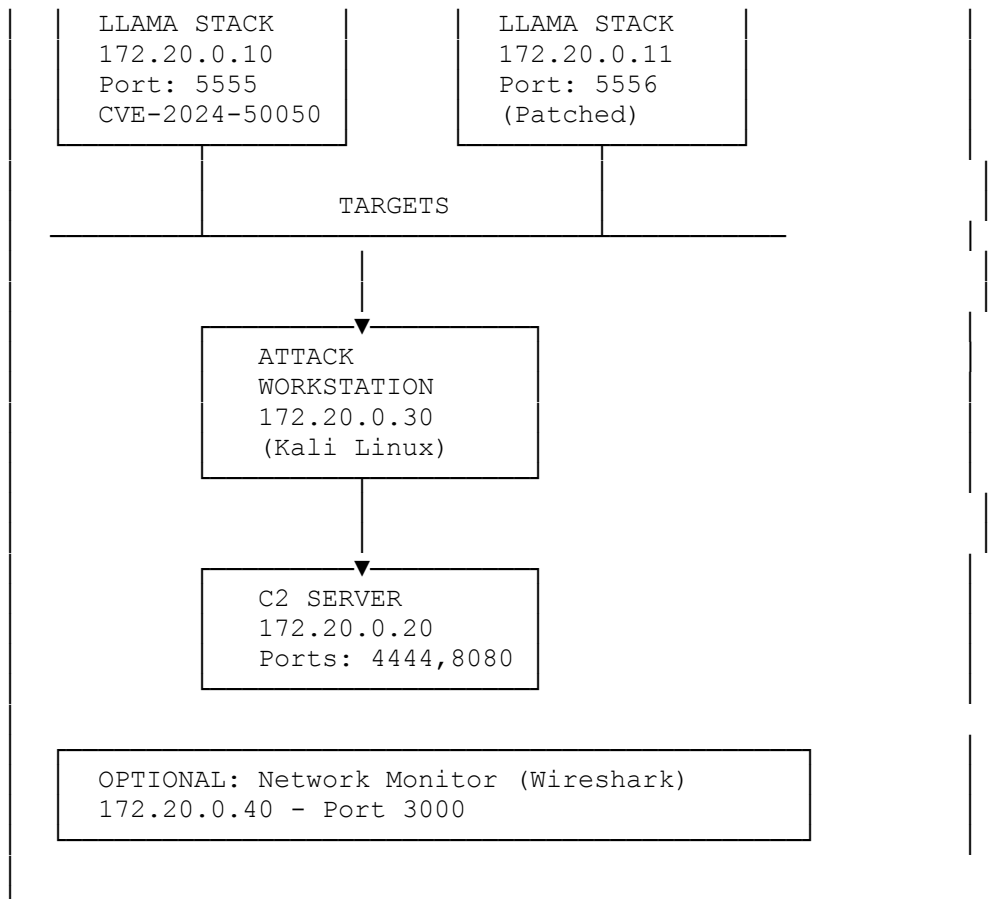 LLAMA STACK
172.20.0.10
Port: 5555
CVE-2024-50050
LLAMA STACK
172.20.0.11
Port: 5556
(Patched)
TARGETS
ATTACK
WORKSTATION
172.20.0.30
(Kali Linux)
C2 SERVER
172.20.0.20
Ports: 4444,8080
OPTIONAL: Network Monitor (Wireshark)
172.20.0.40 - Port 3000